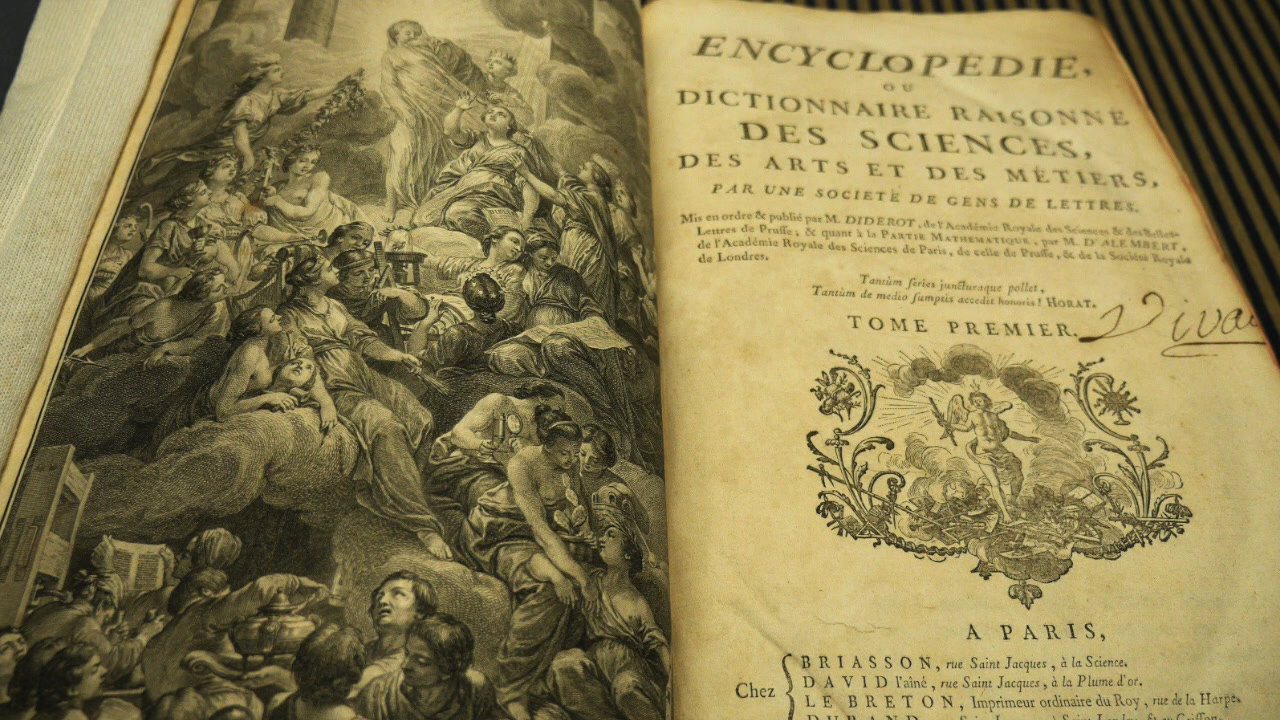 ENCYCLOPEDIE,
OU
DICTIONNAIRE RAISONNÉ
DES SCIENCES,
DES ARTS ET DES MÉTIERS,
PAR UNE SOCIETÉ DE GENS DE LETTRES.
Mis en ordre & publié par M. DIDEROT, de l'Académie Royale des Sciences & des Belles-
Lettres de Prusse; & quant à la PARTIE MATHÉMATIQUE, par M. D'ALEMBERT,
de l'Académie Royale des Sciences de Paris, de celle de Prusse, & de la Société Royale
de Londres.
Tantùm series juncturaque pollet,
Tantùm de medio sumptis accedit honoris! HORAT.
TOME PREMIER.
A PARIS,
Chez
BRIASSON, rue Saint Jacques, à la Science.
DAVID l'aîné, rue Saint Jacques, à la Plume d'or.
LE BRETON, Imprimeur ordinaire du Roy, rue de la Harpe.
DURAND